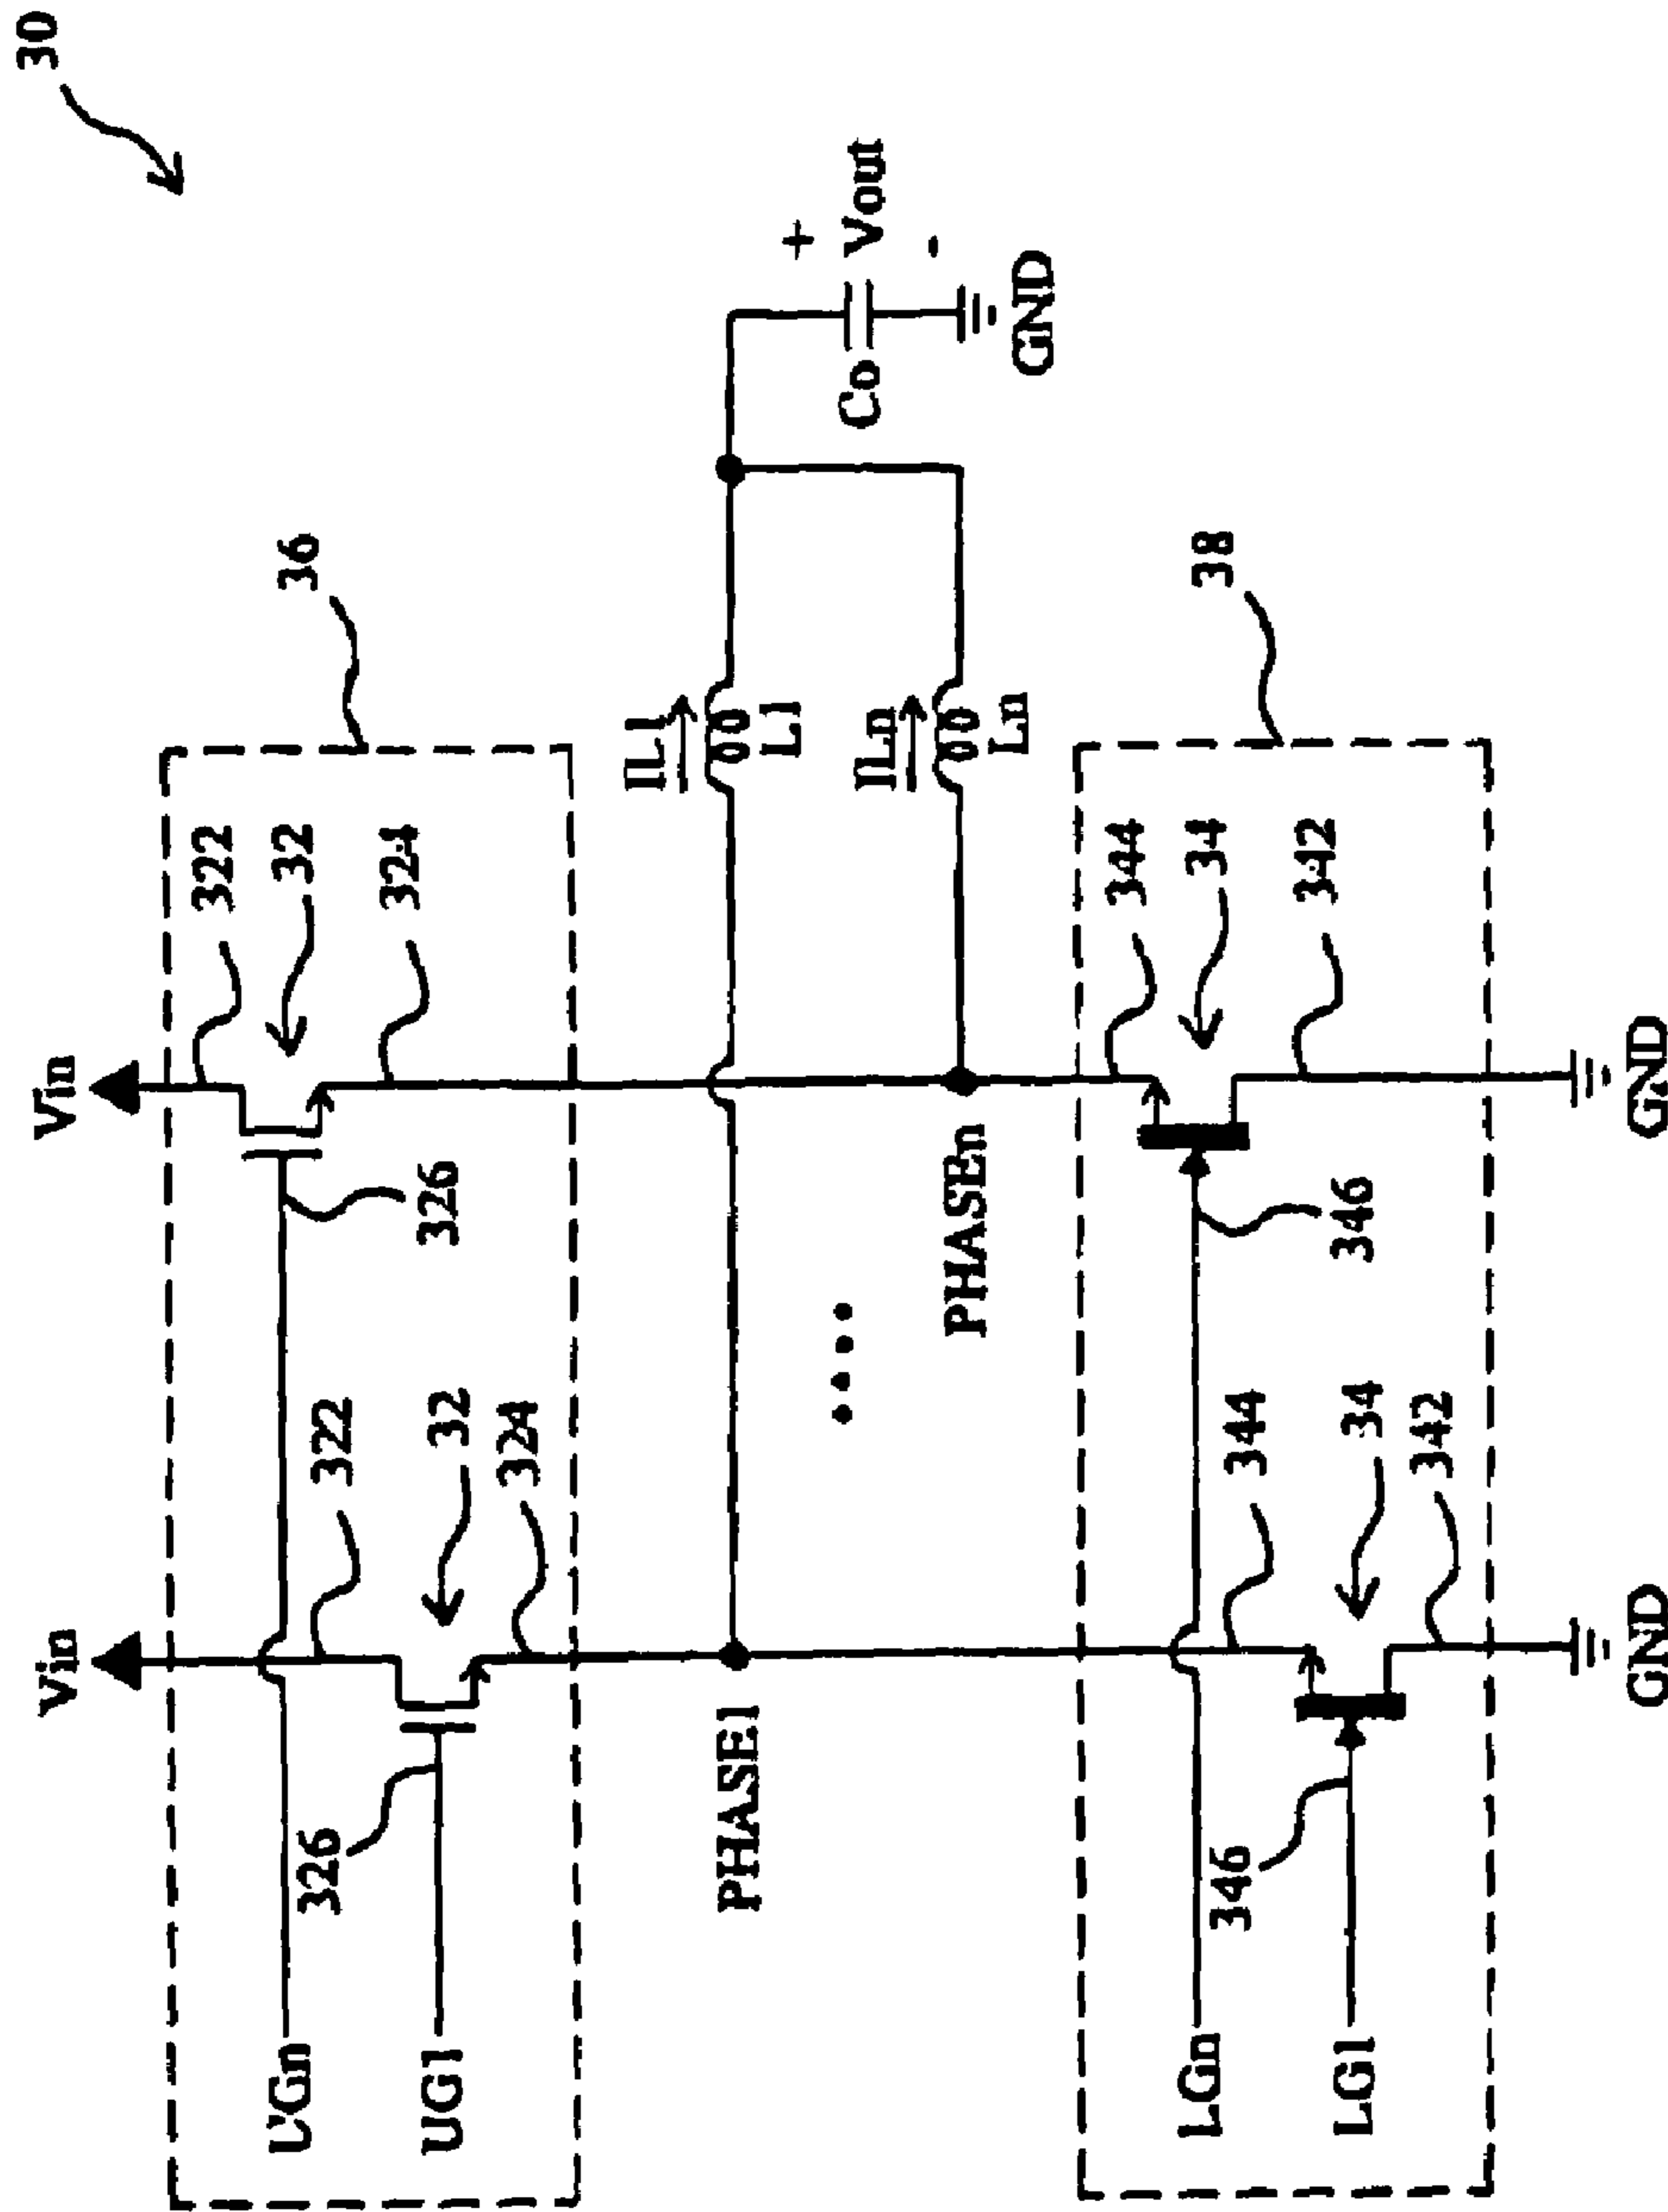 30
Vin
Vin
36
322
32
324
326
322
32
324
326
UGn
UG1
IL1
L1
ILn
Ln
+
Vout
-
Co
GND
PHASE1
PHASEn
38
344
34
342
346
344
34
342
346
LGn
LG1
GND
GND